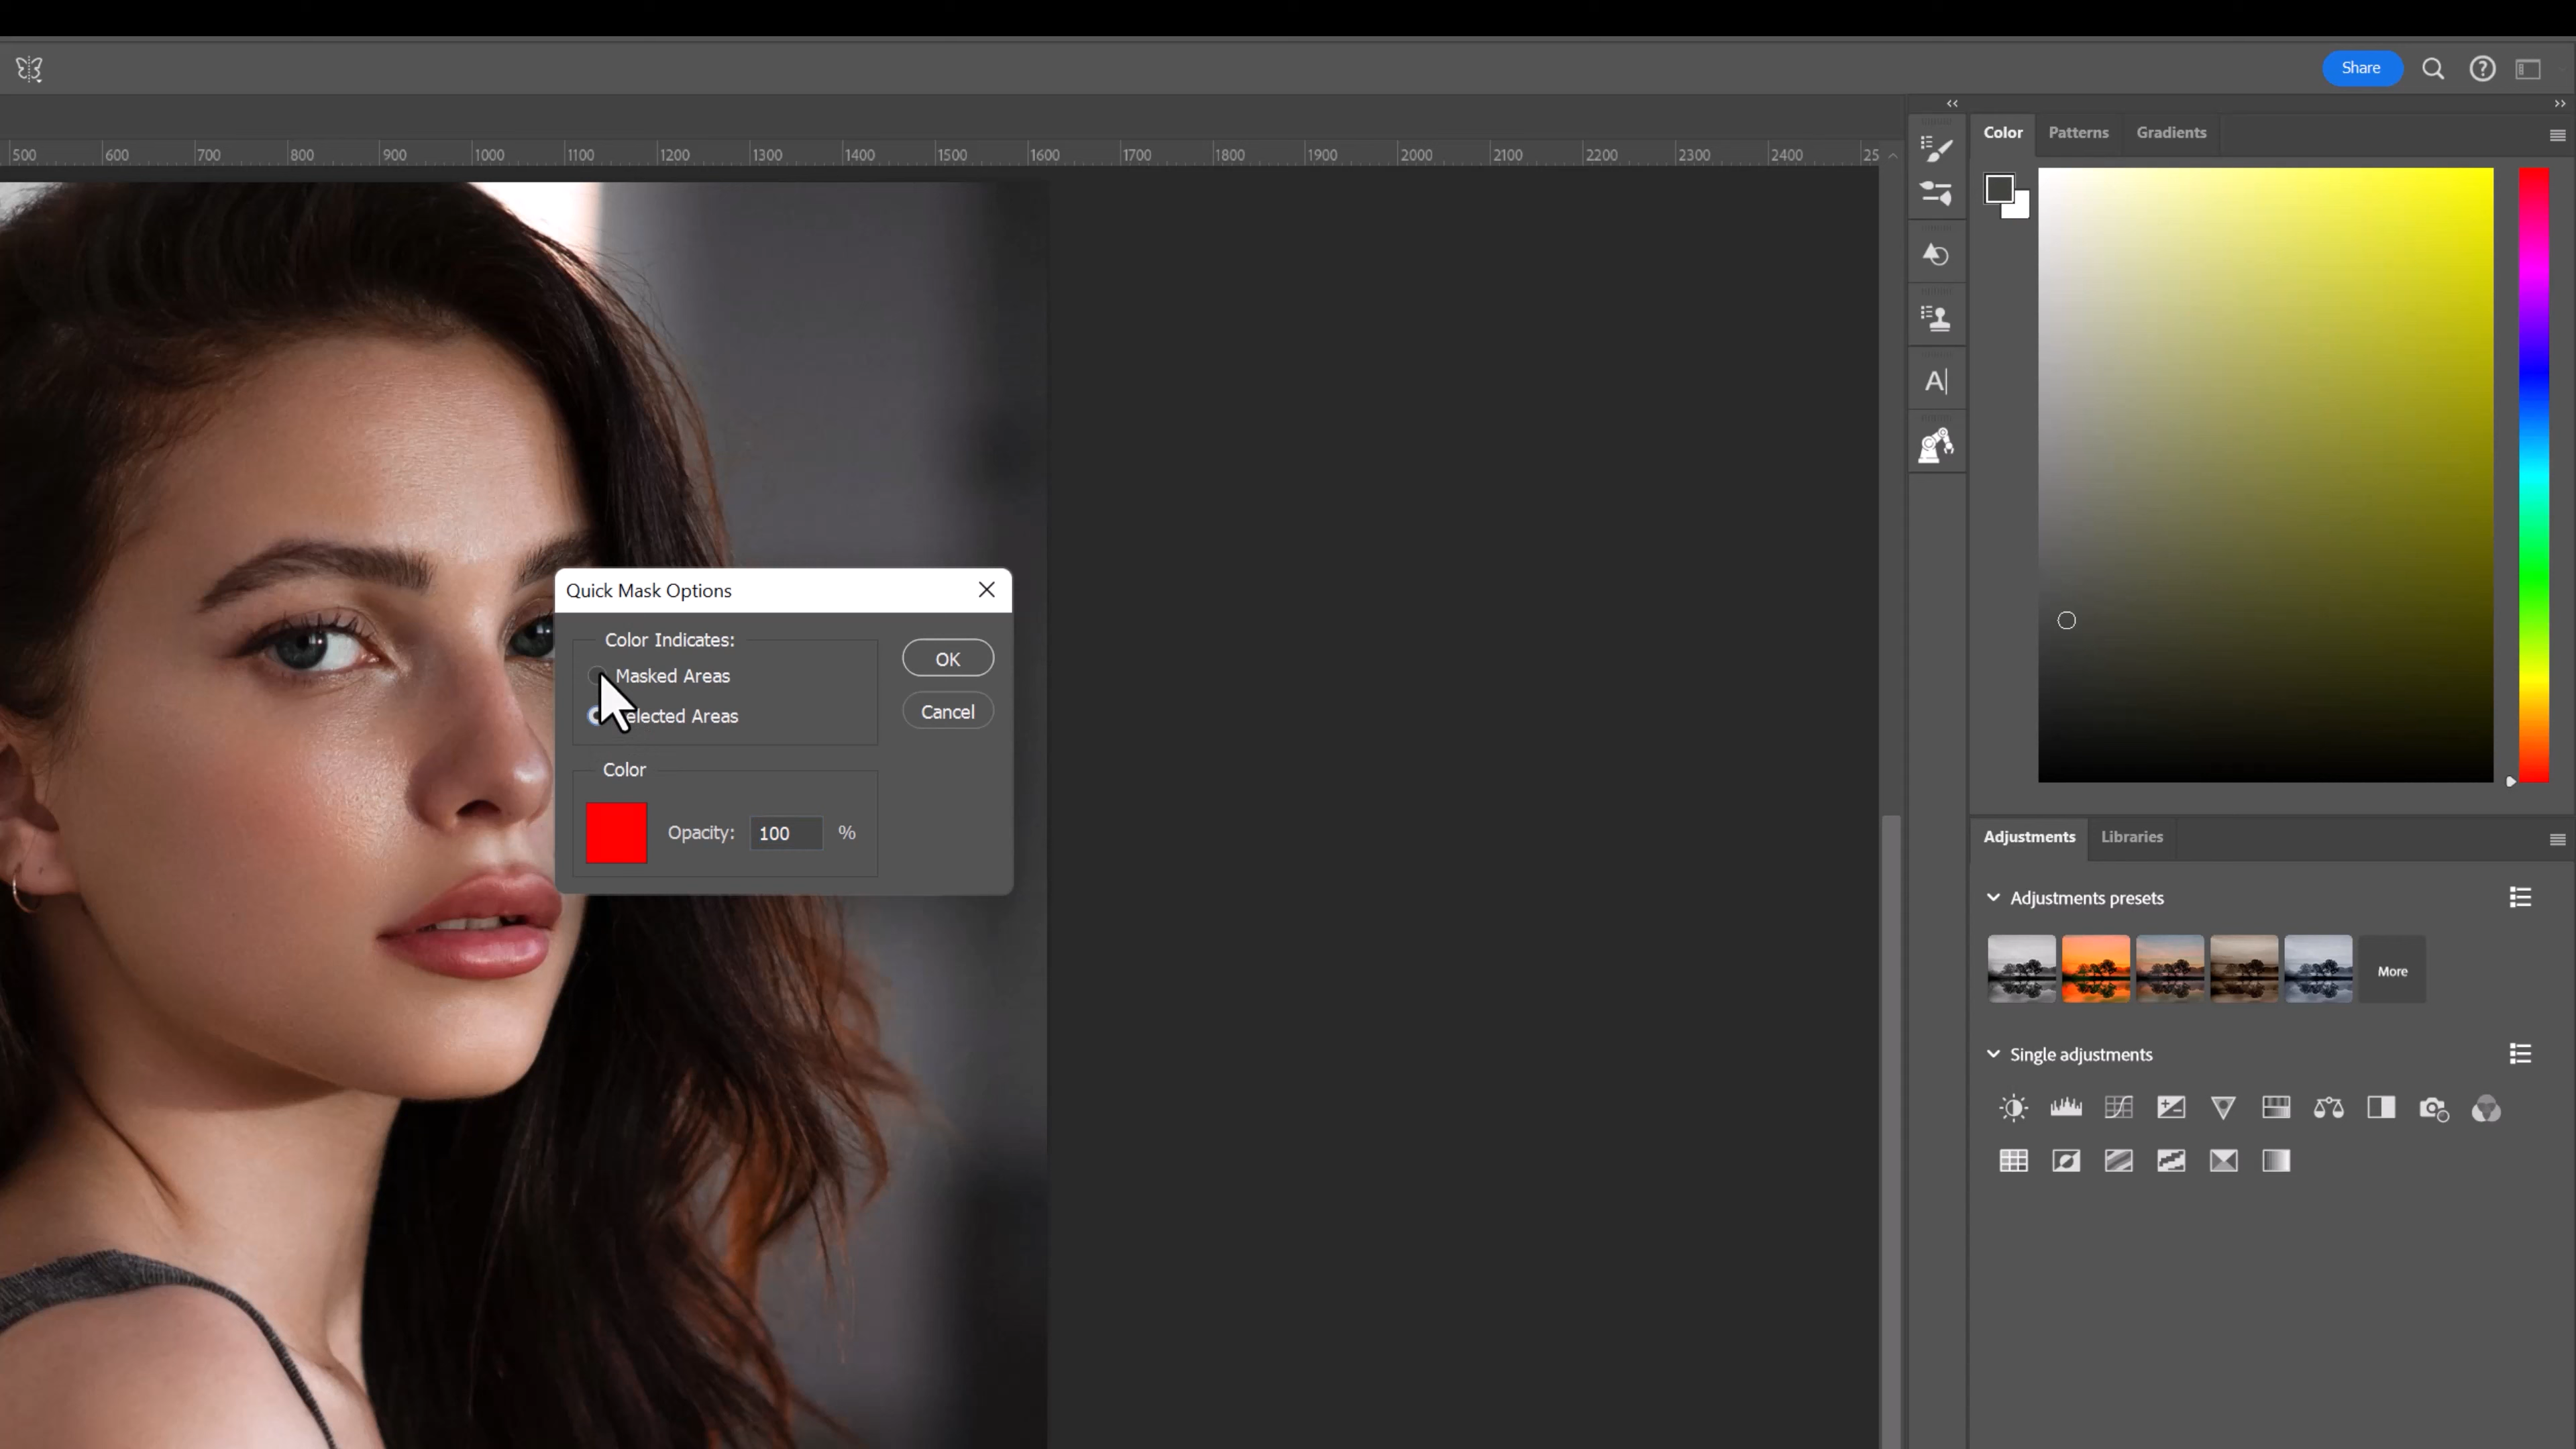 Share
500 600 700 800 900 1000 1100 1200 1300 1400 1500 1600 1700 1800 1900 2000 2100 2200 2300 2400 25
Color Patterns Gradients
A
Quick Mask Options
Color Indicates:
Masked Areas
OK
elected Areas
Cancel
Color
Opacity: 100 %
Adjustments Libraries
Adjustments presets
More
Single adjustments